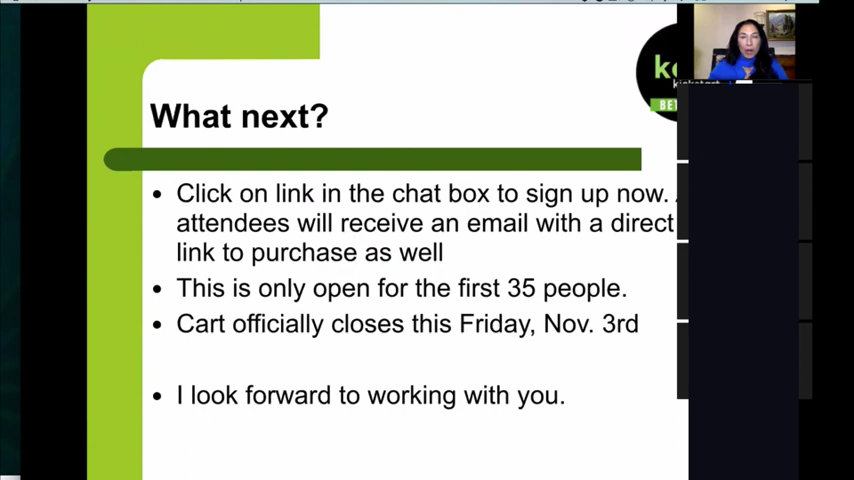 What next?
Click on link in the chat box to sign up now.
attendees will receive an email with a direct
link to purchase as well
This is only open for the first 35 people.
Cart officially closes this Friday, Nov. 3rd
I look forward to working with you.